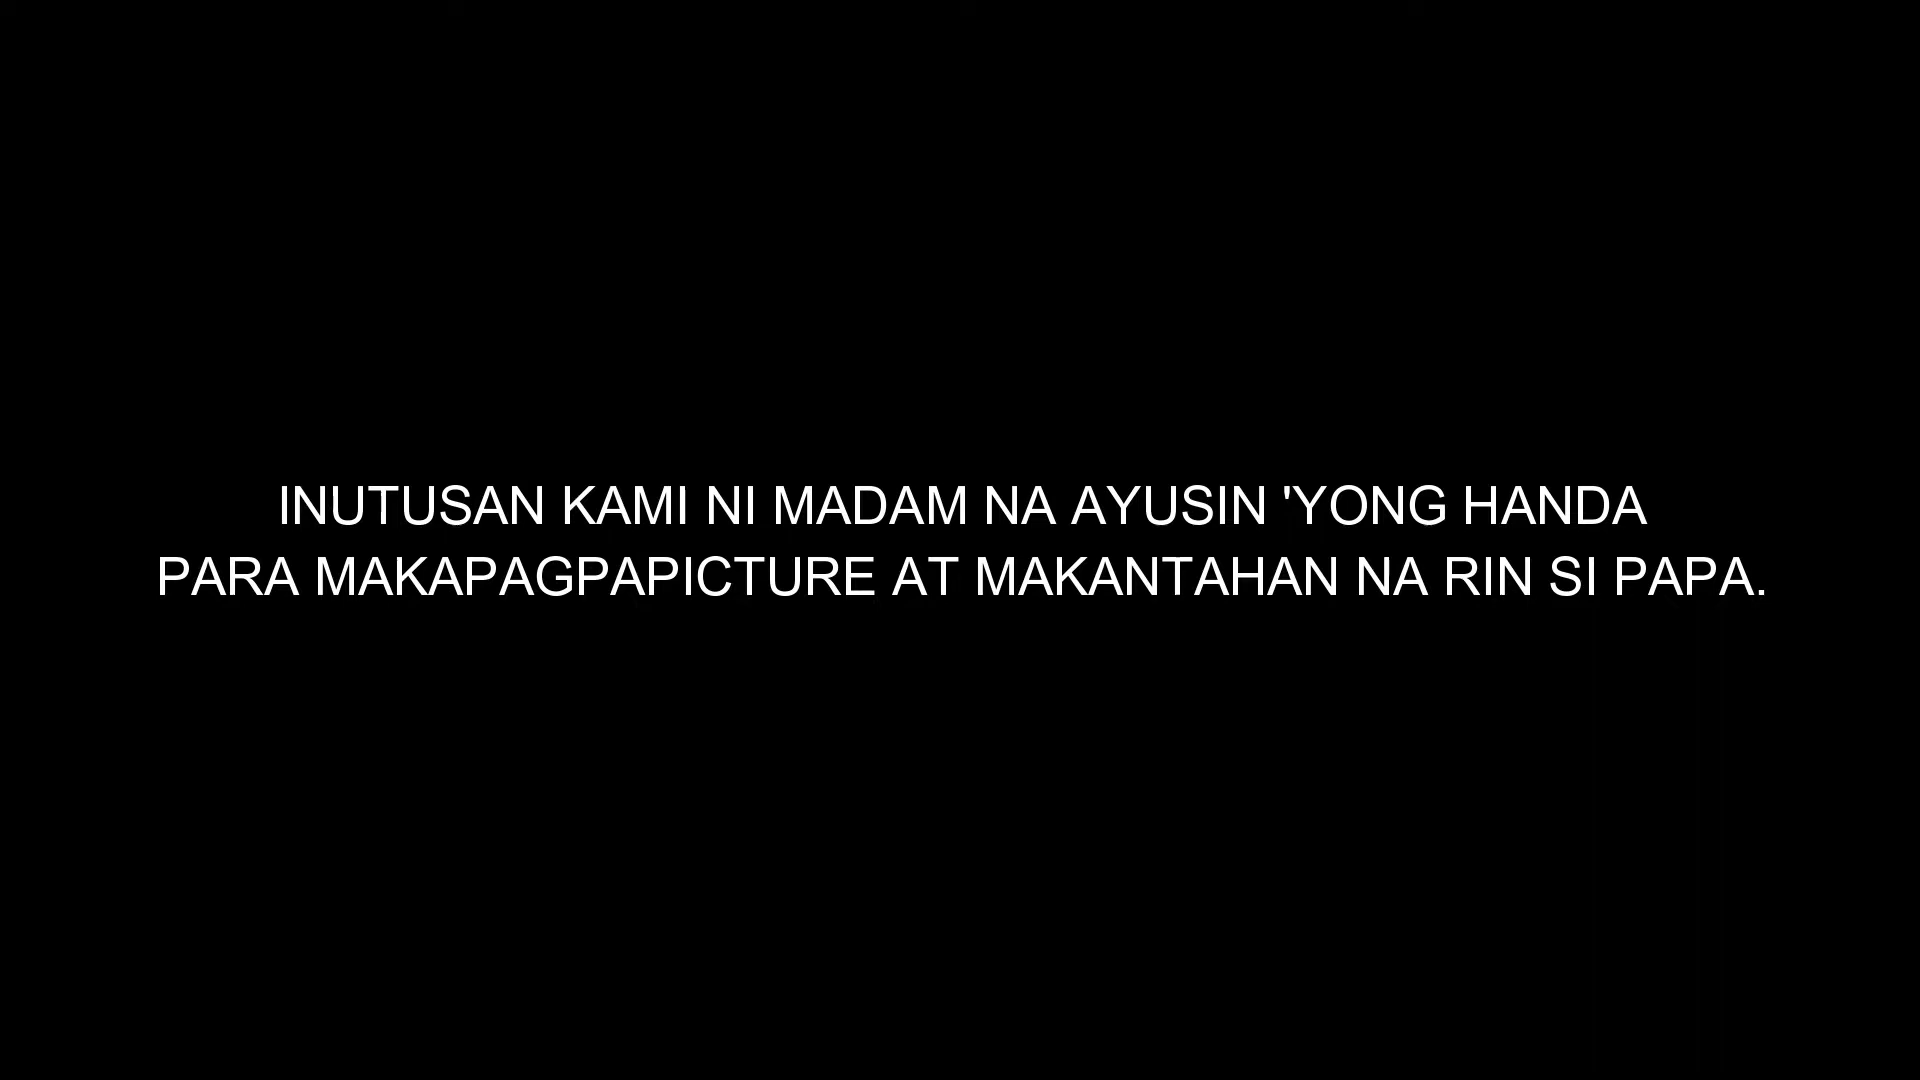 INUTUSAN KAMI NI MADAM NA AYUSIN 'YONG HANDA
PARA MAKAPAGPAPICTURE AT MAKANTAHAN NA RIN SI PAPA.